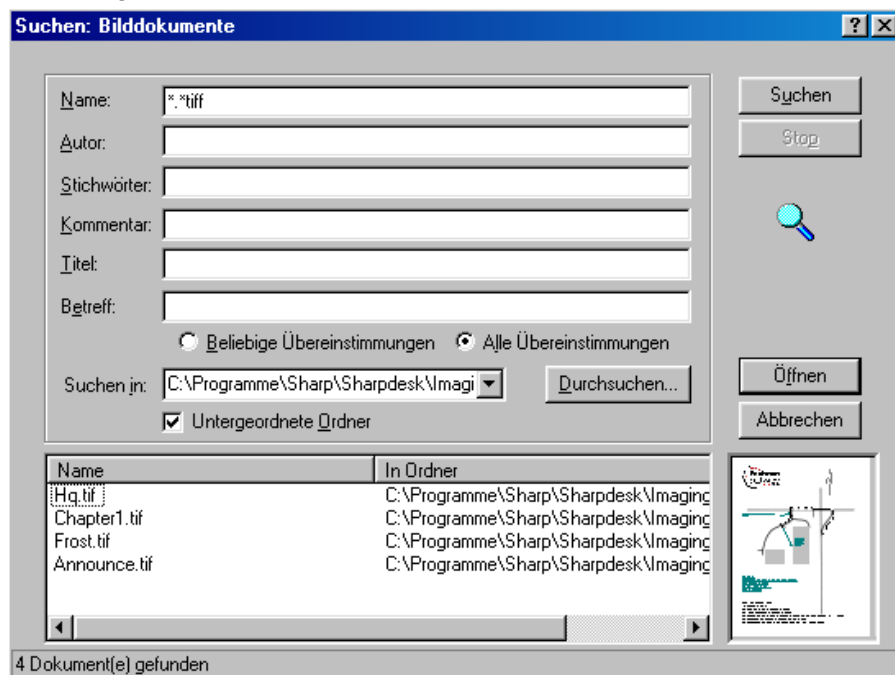 Suchen: Bilddokumente
Name: *.*tiff
Suchen
Autor:
Stop
Stichwörter:
Kommentar:
Titel:
Betreff:
Beliebige Übereinstimmungen Alle Übereinstimmungen
Suchen in: C:\Programme\Sharp\Sharpdesk\Imagi Durchsuchen...
Öffnen
Untergeordnete Ordner
Abbrechen
Name In Ordner
Hq.tif C:\Programme\Sharp\Sharpdesk\Imaging
Chapter1.tif C:\Programme\Sharp\Sharpdesk\Imaging
Frost.tif C:\Programme\Sharp\Sharpdesk\Imaging
Announce.tif C:\Programme\Sharp\Sharpdesk\Imaging
4 Dokument(e) gefunden